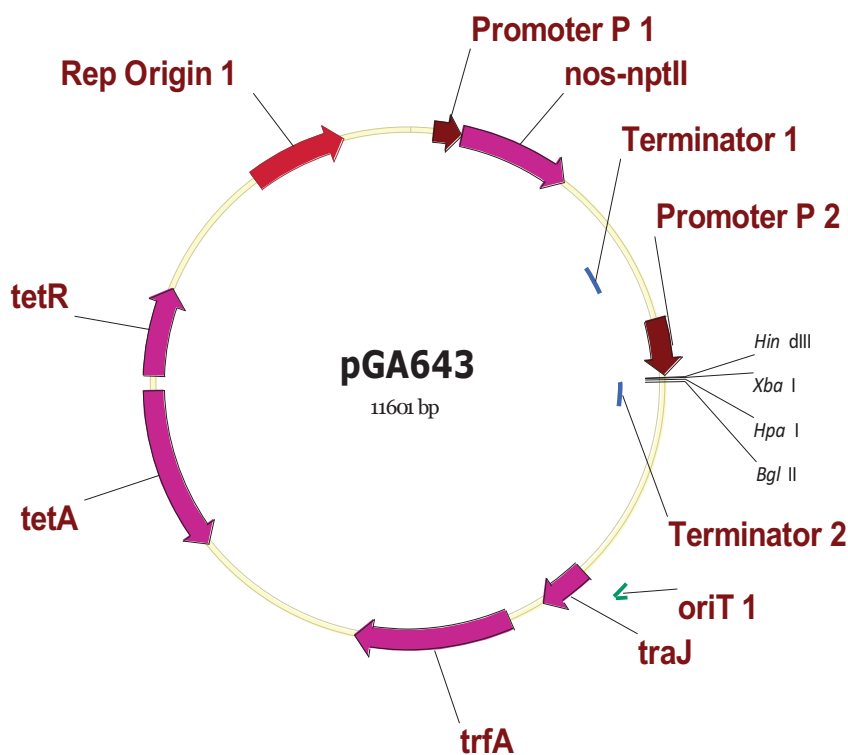 Promoter P 1
nos-nptII
Rep Origin 1
Terminator 1
Promoter P 2
tetR
pGA643
11601 bp
Hin dIII
Xba I
Hpa I
Bgl II
tetA
Terminator 2
oriT 1
traJ
trfA